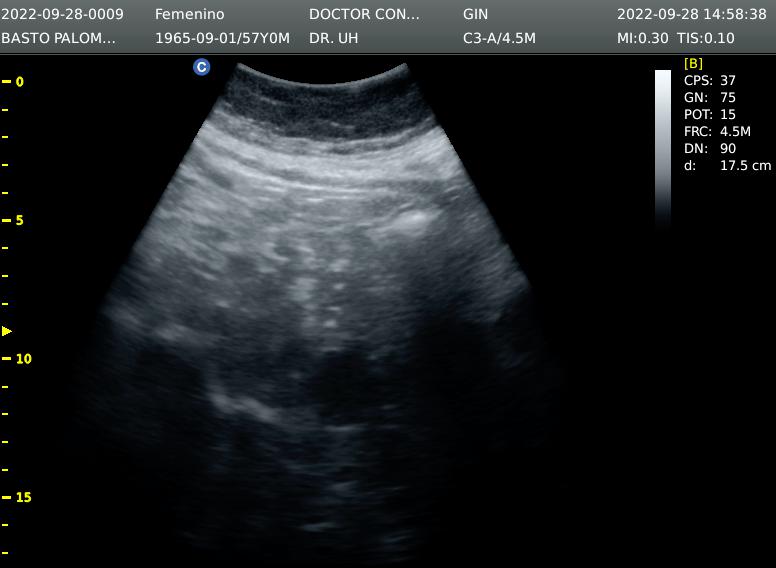 2022-09-28-0009 Femenino DOCTOR CON... GIN 2022-09-28 14:58:38
BASTO PALOM... 1965-09-01/57Y0M DR. UH C3-A/4.5M MI:0.30 TIS:0.10
C
[B]
CPS: 37
GN: 75
POT: 15
FRC: 4.5M
DN: 90
d: 17.5 cm
0
5
10
15